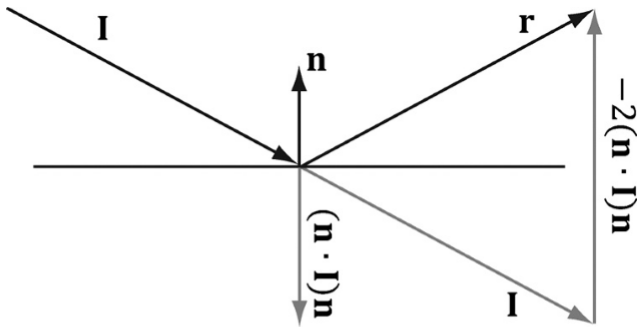 I
r
n
−2(n · I)n
(n · I)n
I